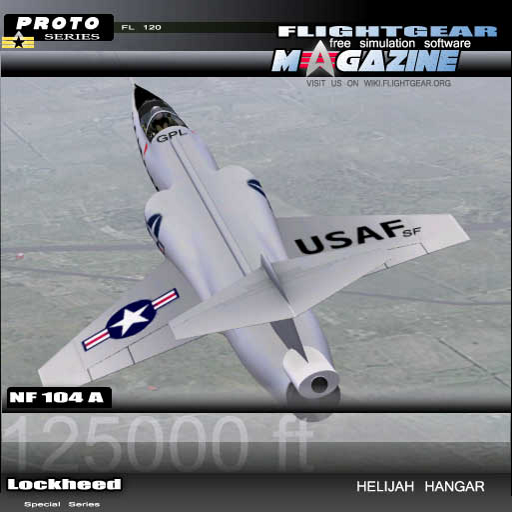 PROTO
SERIES
FL 120
FLIGHTGEAR
free simulation software
MAGAZINE
VISIT US ON WIKI.FLIGHTGEAR.ORG
GPL
USAF SF
NF 104 A
125000 ft
Lockheed
Special Series
HELIJAH HANGAR